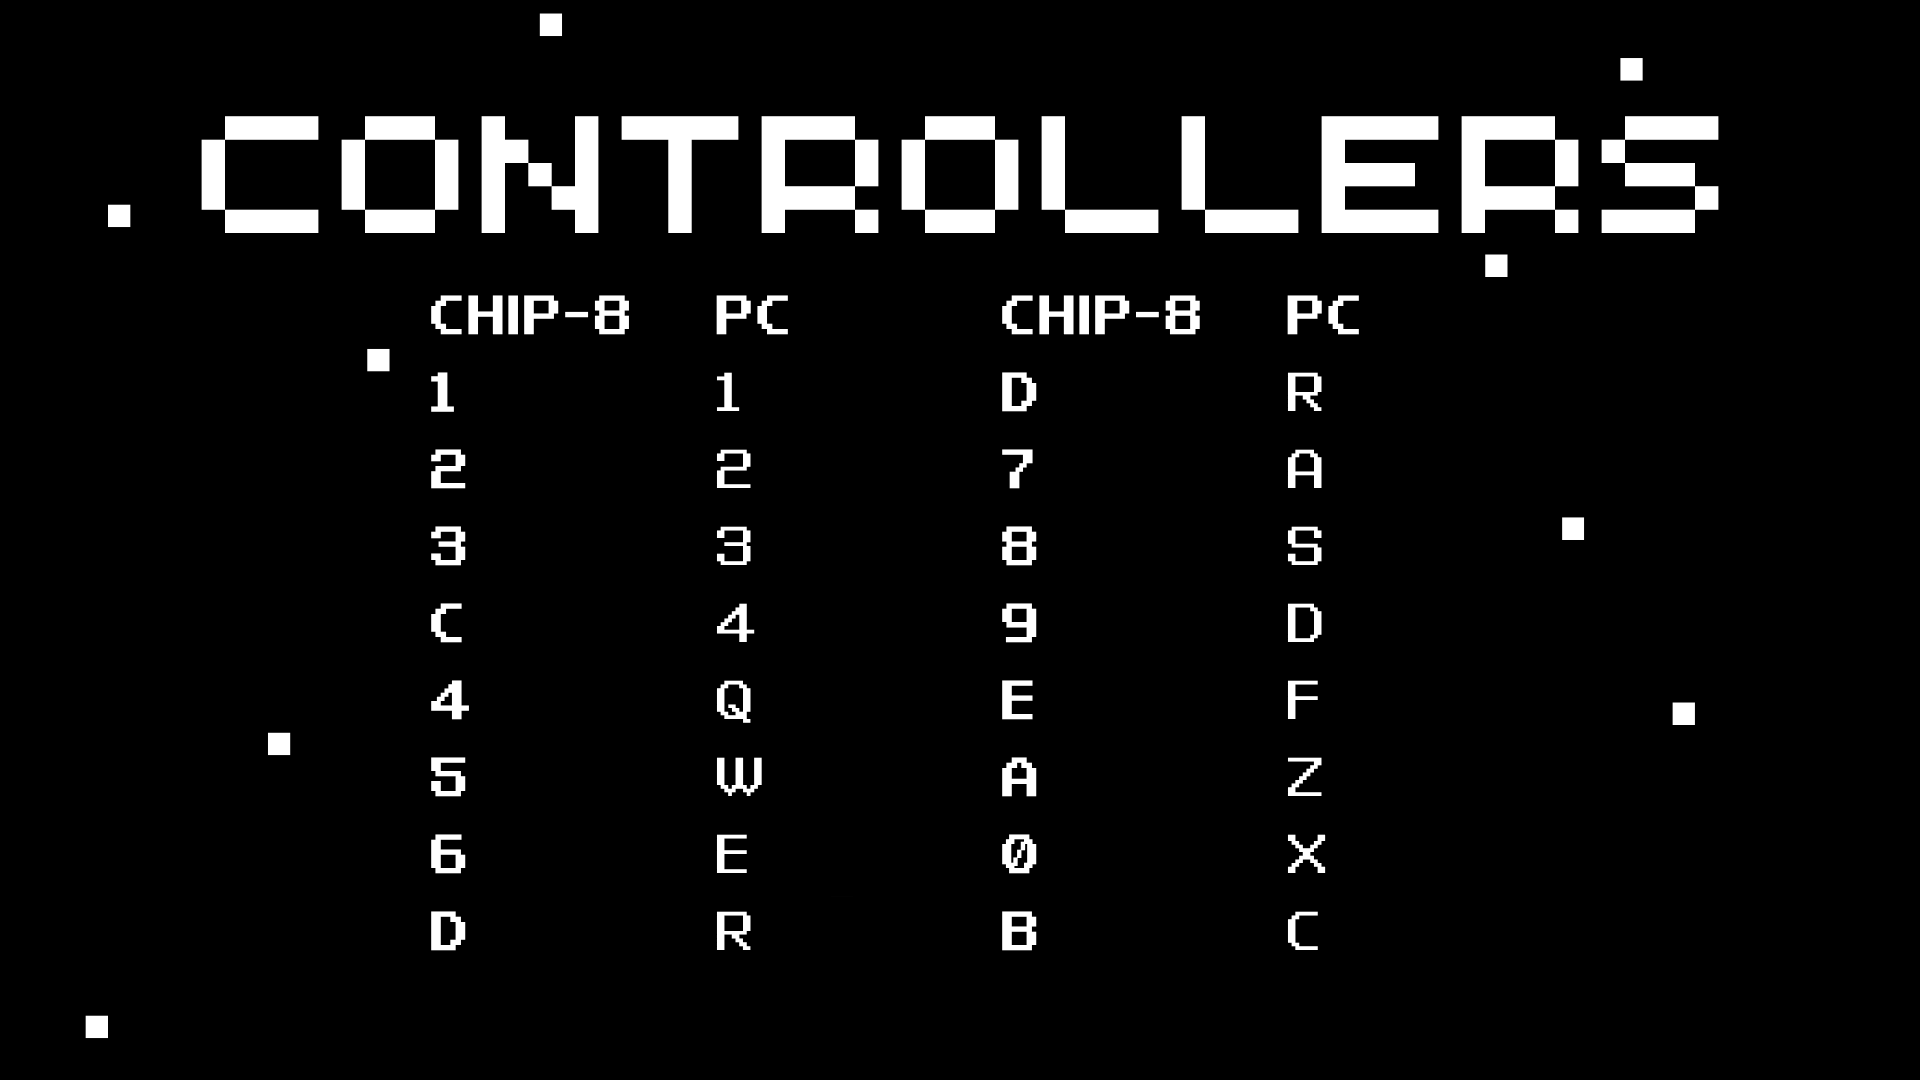 CONTROLLERS
CHIP-8 PC CHIP-8 PC
1 1 D R
2 2 7 A
3 3 8 S
C 4 9 D
4 Q E F
5 W A Z
6 E 0 X
D R B C